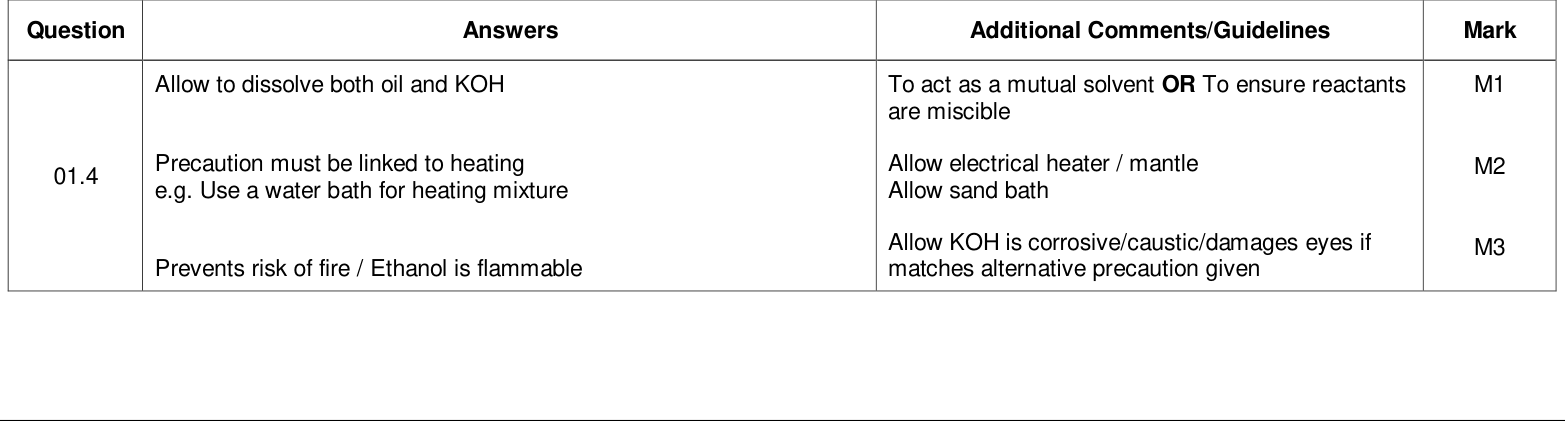 Question Answers Additional Comments/Guidelines Mark
01.4
Allow to dissolve both oil and KOH
To act as a mutual solvent OR To ensure reactants
are miscible
M1
Precaution must be linked to heating
e.g. Use a water bath for heating mixture
Allow electrical heater / mantle
Allow sand bath
M2
Prevents risk of fire / Ethanol is flammable
Allow KOH is corrosive/caustic/damages eyes if
matches alternative precaution given
M3